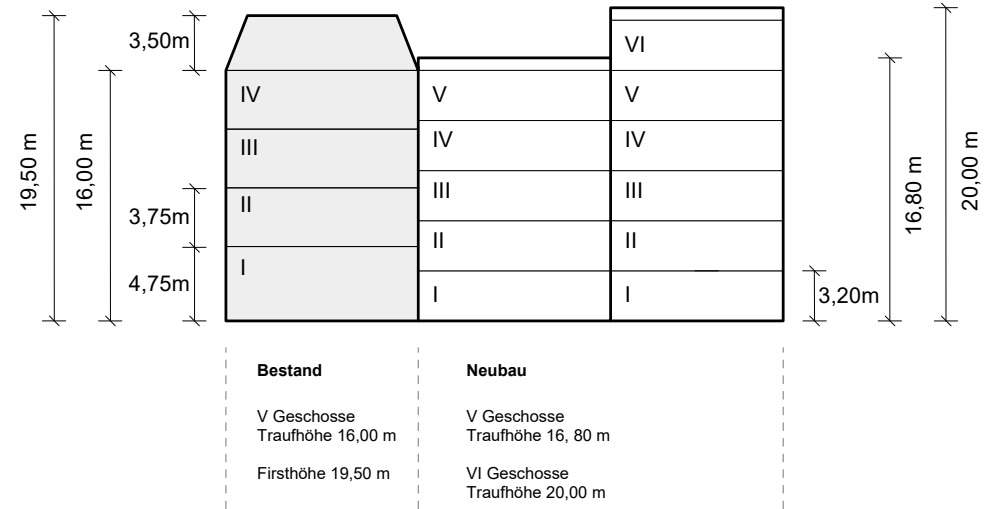 19,50 m
16,00 m
3,50m
3,75m
4,75m
IV
III
II
I
V
IV
III
II
I
VI
V
IV
III
II
I
3,20m
16,80 m
20,00 m
Bestand
V Geschosse
Traufhöhe 16,00 m
Firsthöhe 19,50 m
Neubau
V Geschosse
Traufhöhe 16, 80 m
VI Geschosse
Traufhöhe 20,00 m